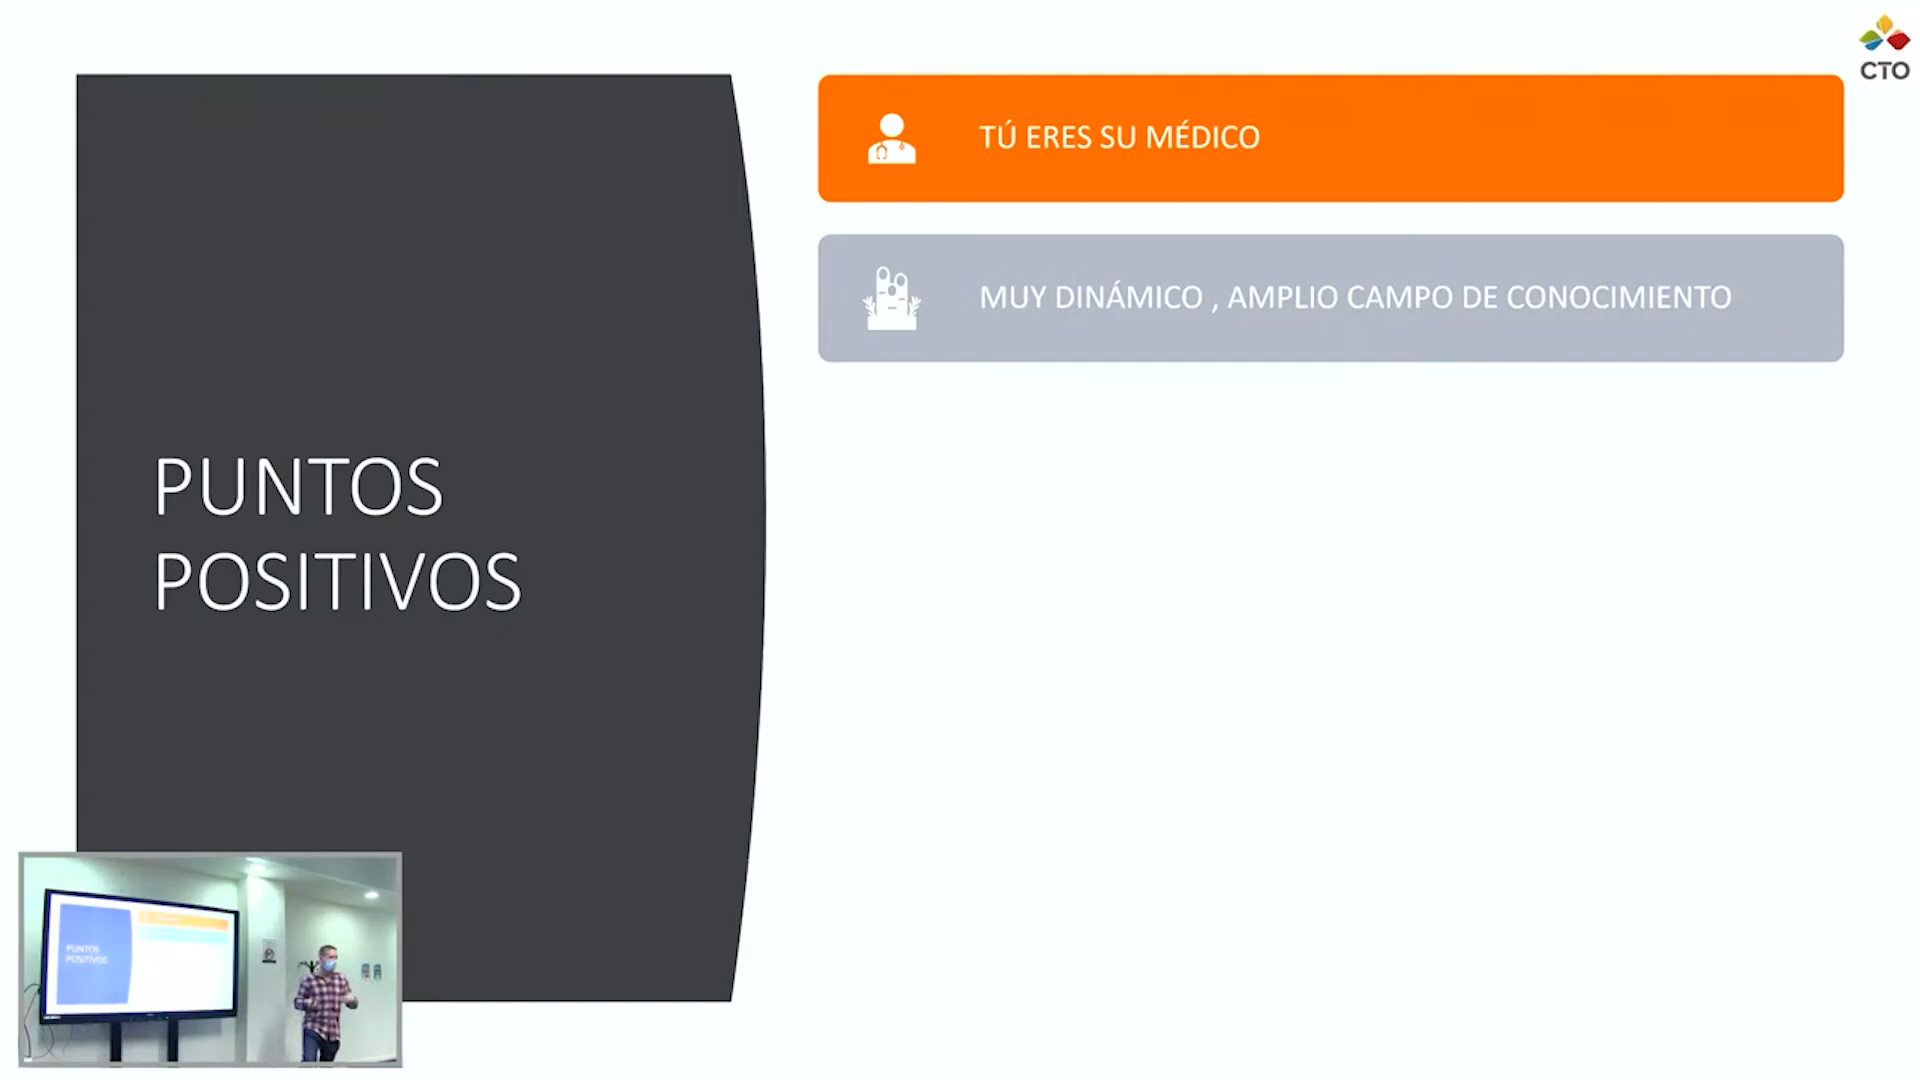 CTO
TÚ ERES SU MÉDICO
MUY DINÁMICO , AMPLIO CAMPO DE CONOCIMIENTO
PUNTOS
POSITIVOS
PUNTOS
POSITIVOS